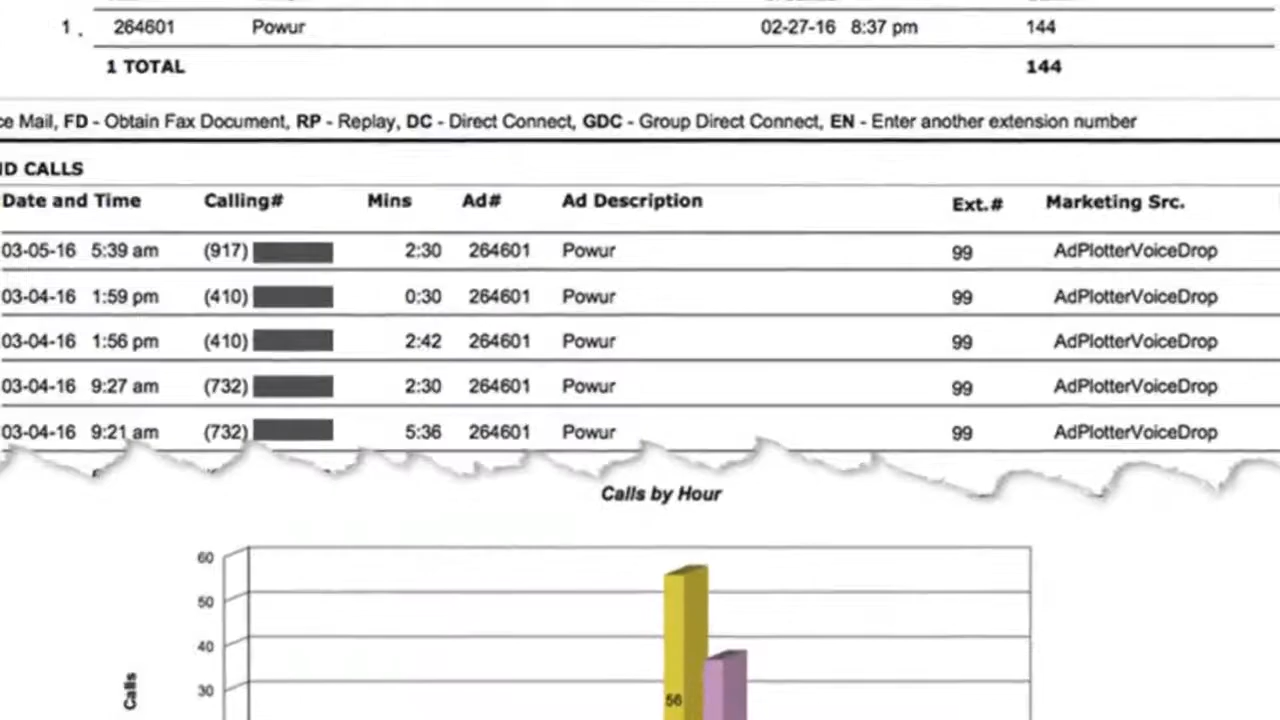 1. 264601 Powur 02-27-16 8:37 pm 144
1 TOTAL 144
ce Mail, FD - Obtain Fax Document, RP - Replay, DC - Direct Connect, GDC - Group Direct Connect, EN - Enter another extension number
ND CALLS
Date and Time Calling# Mins Ad# Ad Description Ext.# Marketing Src.
03-05-16 5:39 am (917) 2:30 264601 Powur 99 AdPlotterVoiceDrop
03-04-16 1:59 pm (410) 0:30 264601 Powur 99 AdPlotterVoiceDrop
03-04-16 1:56 pm (410) 2:42 264601 Powur 99 AdPlotterVoiceDrop
03-04-16 9:27 am (732) 2:30 264601 Powur 99 AdPlotterVoiceDrop
03-04-16 9:21 am (732) 5:36 264601 Powur 99 AdPlotterVoiceDrop
Calls by Hour
60
50
40
30
Calls
56